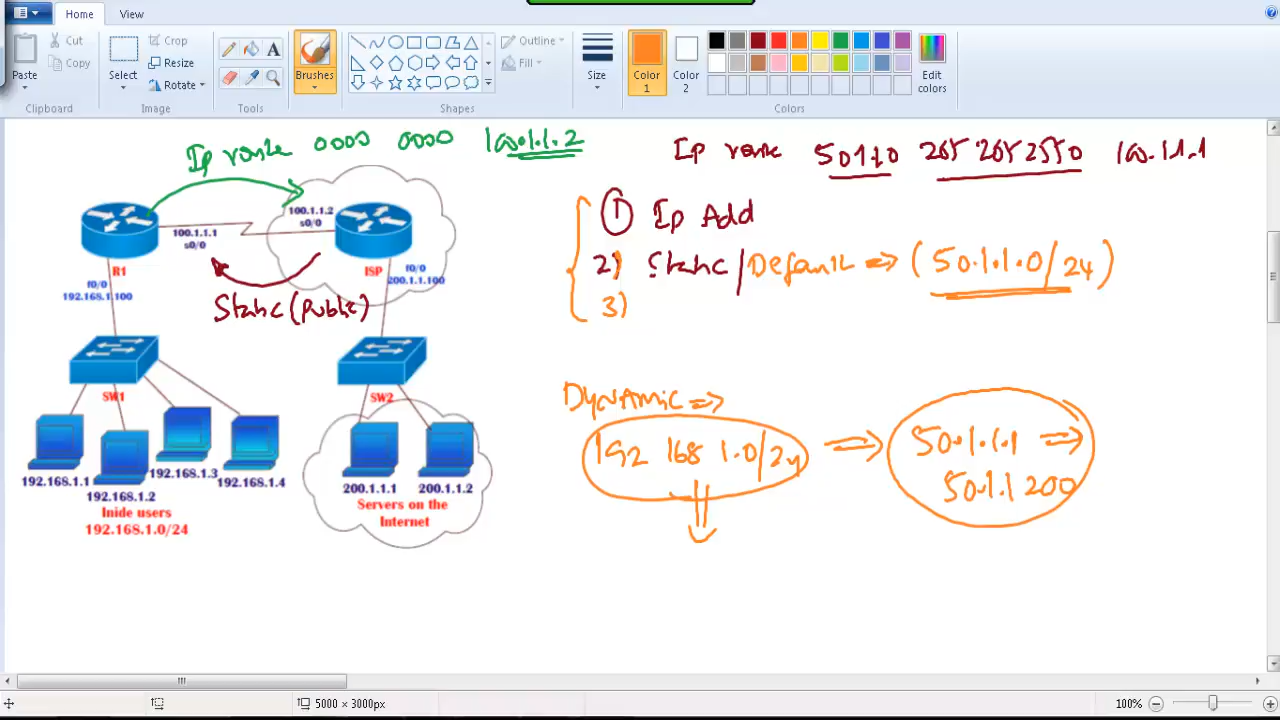 Home
View
Paste
Cut
Copy
Clipboard
Select
Crop
Resize
Rotate
Image
Tools
Brushes
Shapes
Outline
Fill
Size
Color 1
Color 2
Edit colors
Colors
Ip route 0000 0000 100.1.1.2
Ip route 50110 255 255 2550 100.1.1.1
1 Ip Add
2) Static/Default => (50.1.1.0/24)
3)
100.1.1.2
s0/0
100.1.1.1
s0/0
R1
ISP
f0/0
192.168.1.100
f0/0
200.1.1.100
Static (Public)
SW1
SW2
192.168.1.1
192.168.1.2
192.168.1.3
192.168.1.4
Inide users
192.168.1.0/24
200.1.1.1
200.1.1.2
Servers on the
Internet
Dynamic =>
192 168 1.0/24 => 50.1.1.1 =>
50.1.1 200
5000 × 3000px
100%